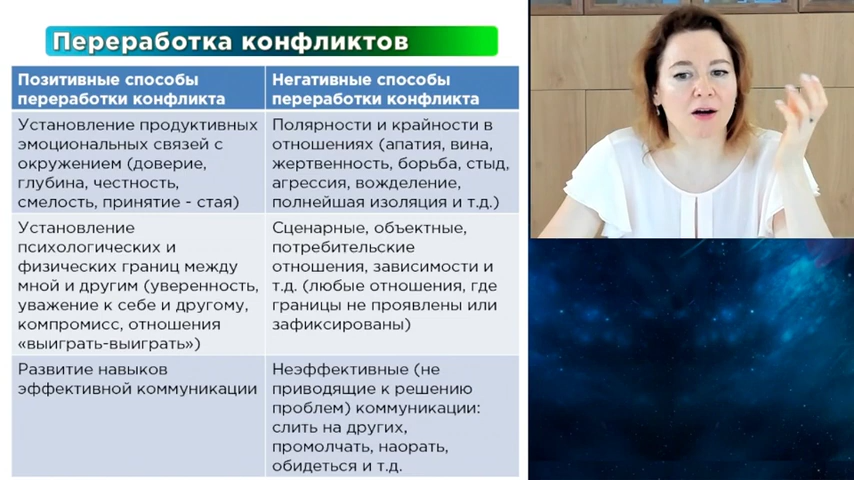 Переработка конфликтов
Позитивные способы
переработки конфликта
Негативные способы
переработки конфликта
Установление продуктивных
эмоциональных связей с
окружением (доверие,
глубина, честность,
смелость, принятие - стая)
Полярности и крайности в
отношениях (апатия, вина,
жертвенность, борьба, стыд,
агрессия, вожделение,
полнейшая изоляция и т.д.)
Установление
психологических и
физических границ между
мной и другим (уверенность,
уважение к себе и другому,
компромисс, отношения
«выиграть-выиграть»)
Сценарные, объектные,
потребительские
отношения, зависимости и
т.д. (любые отношения, где
границы не проявлены или
зафиксированы)
Развитие навыков
эффективной коммуникации
Неэффективные (не
приводящие к решению
проблем) коммуникации:
слить на других,
промолчать, наорать,
обидеться и т.д.